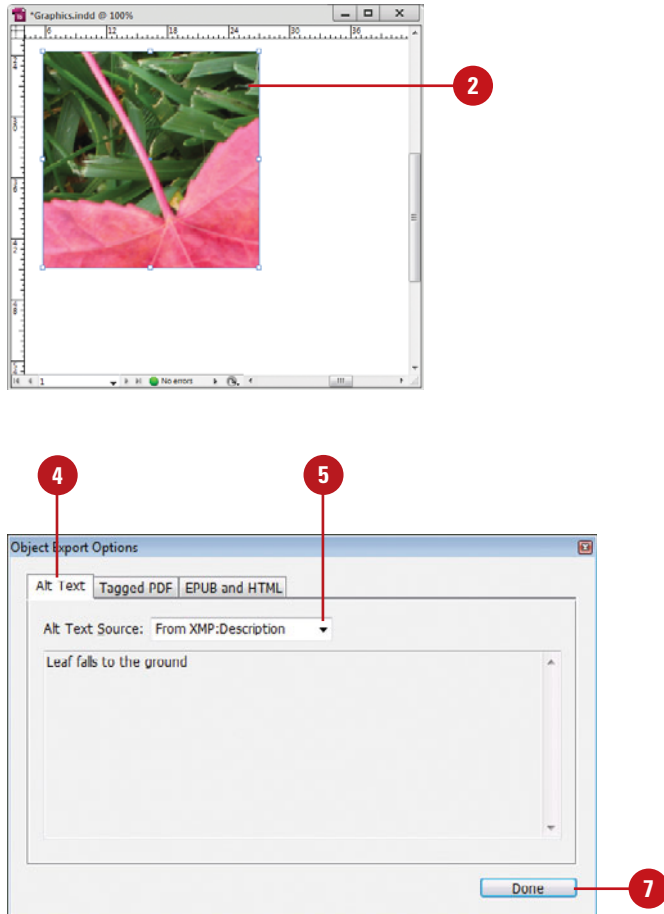 *Graphics.indd @ 100%
6 12 18 24 30 36
2
1 No errors
4 5
Object Export Options
Alt Text Tagged PDF EPUB and HTML
Alt Text Source: From XMP:Description
Leaf falls to the ground
Done 7